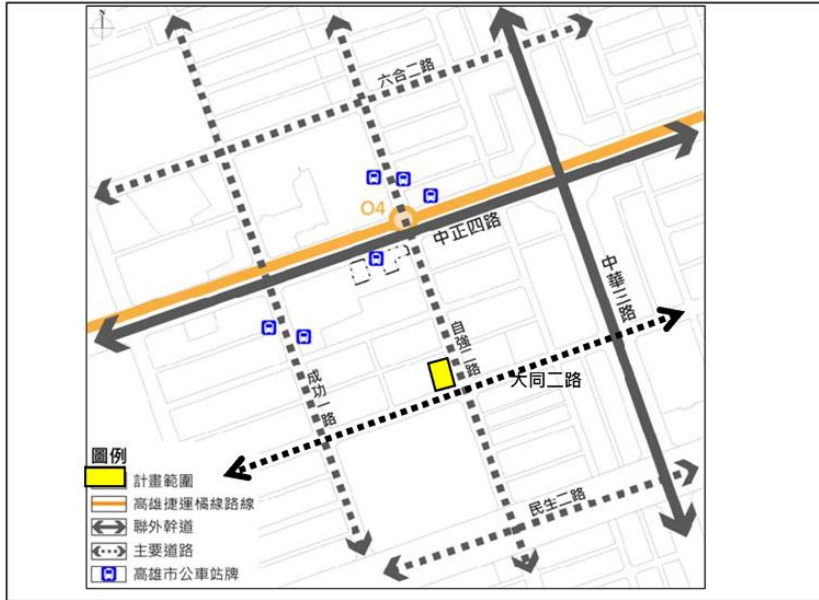 N
六合二路
O4
中正四路
中華三路
自強二路
大同二路
成功一路
民生二路
圖例
計畫範圍
高雄捷運橘線路線
聯外幹道
主要道路
高雄市公車站牌